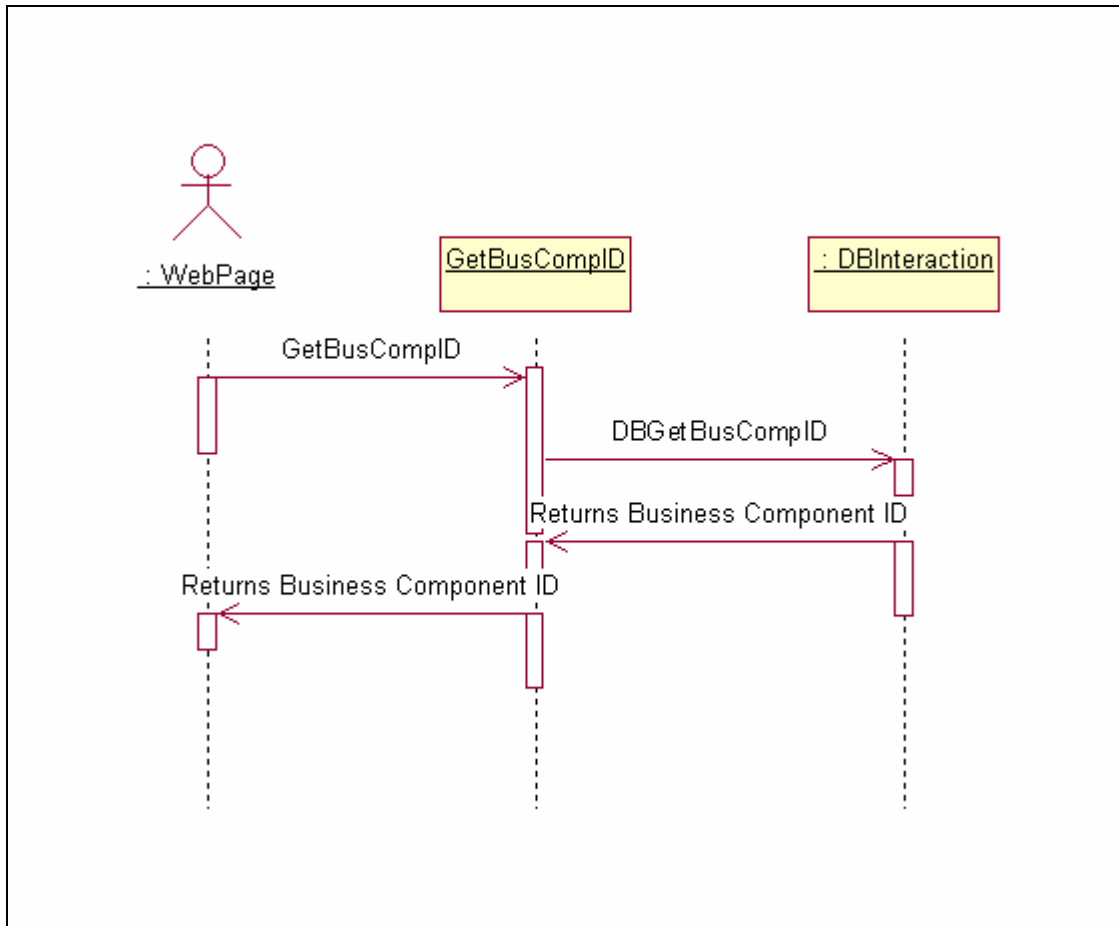 : WebPage
GetBusCompID
: DBInteraction
GetBusCompID
DBGetBusCompID
Returns Business Component ID
Returns Business Component ID